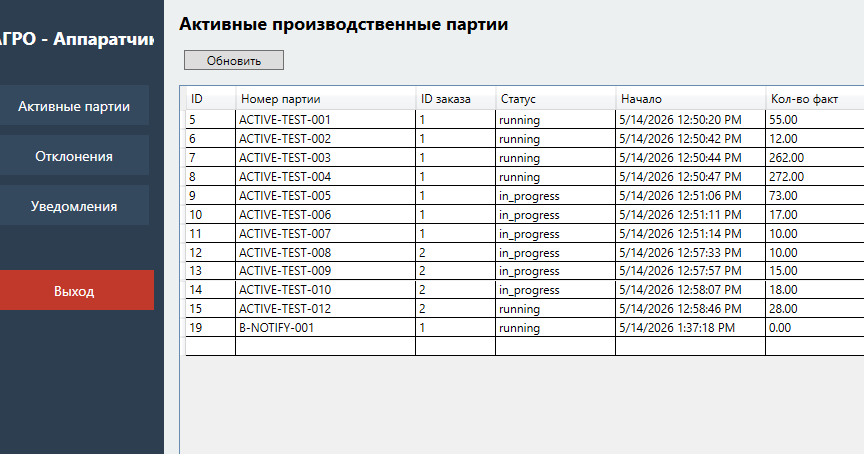 АГРО - Аппаратчик
Активные партии
Отклонения
Уведомления
Выход
Активные производственные партии
Обновить
ID Номер партии ID заказа Статус Начало Кол-во факт
5 ACTIVE-TEST-001 1 running 5/14/2026 12:50:20 PM 55.00
6 ACTIVE-TEST-002 1 running 5/14/2026 12:50:42 PM 12.00
7 ACTIVE-TEST-003 1 running 5/14/2026 12:50:44 PM 262.00
8 ACTIVE-TEST-004 1 running 5/14/2026 12:50:47 PM 272.00
9 ACTIVE-TEST-005 1 in_progress 5/14/2026 12:51:06 PM 73.00
10 ACTIVE-TEST-006 1 in_progress 5/14/2026 12:51:11 PM 17.00
11 ACTIVE-TEST-007 1 in_progress 5/14/2026 12:51:14 PM 10.00
12 ACTIVE-TEST-008 2 in_progress 5/14/2026 12:57:33 PM 10.00
13 ACTIVE-TEST-009 2 in_progress 5/14/2026 12:57:57 PM 15.00
14 ACTIVE-TEST-010 2 in_progress 5/14/2026 12:58:07 PM 18.00
15 ACTIVE-TEST-012 2 running 5/14/2026 12:58:46 PM 28.00
19 B-NOTIFY-001 1 running 5/14/2026 1:37:18 PM 0.00